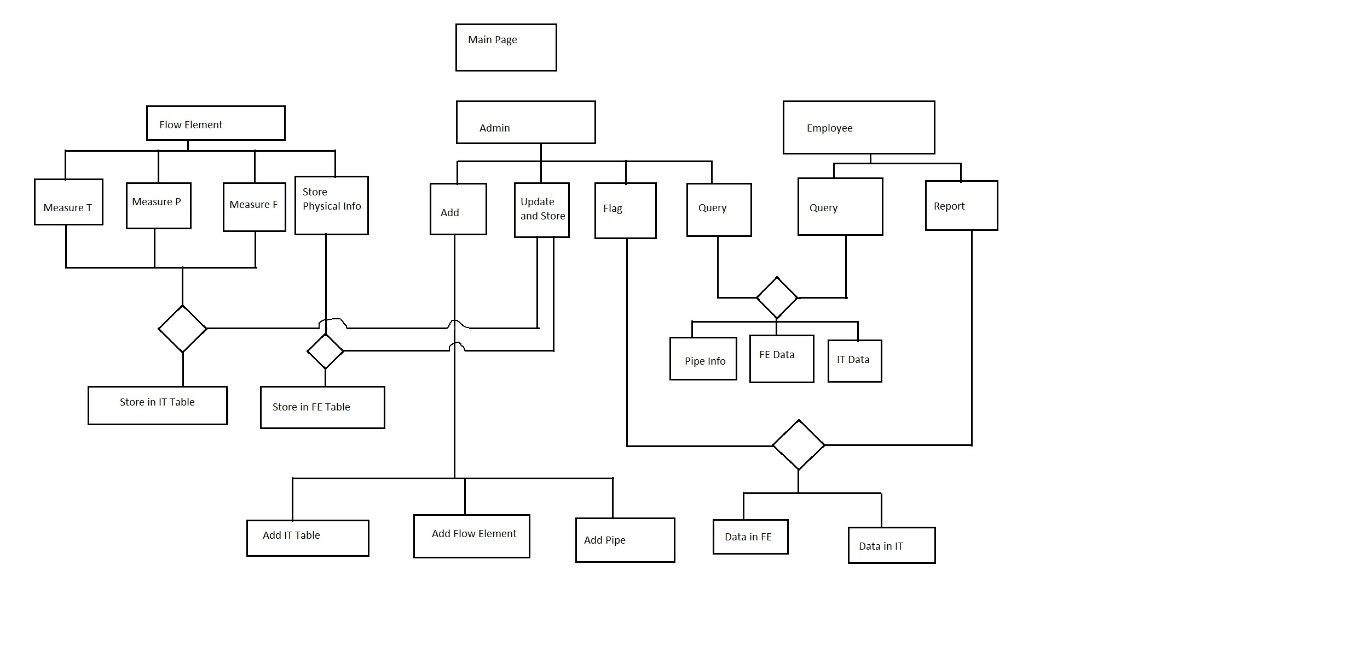 Main Page
Flow Element
Admin
Employee
Measure T
Measure P
Measure F
Store
Physical Info
Add
Update
and Store
Flag
Query
Query
Report
Pipe Info
FE Data
IT Data
Store in IT Table
Store in FE Table
Add IT Table
Add Flow Element
Add Pipe
Data in FE
Data in IT